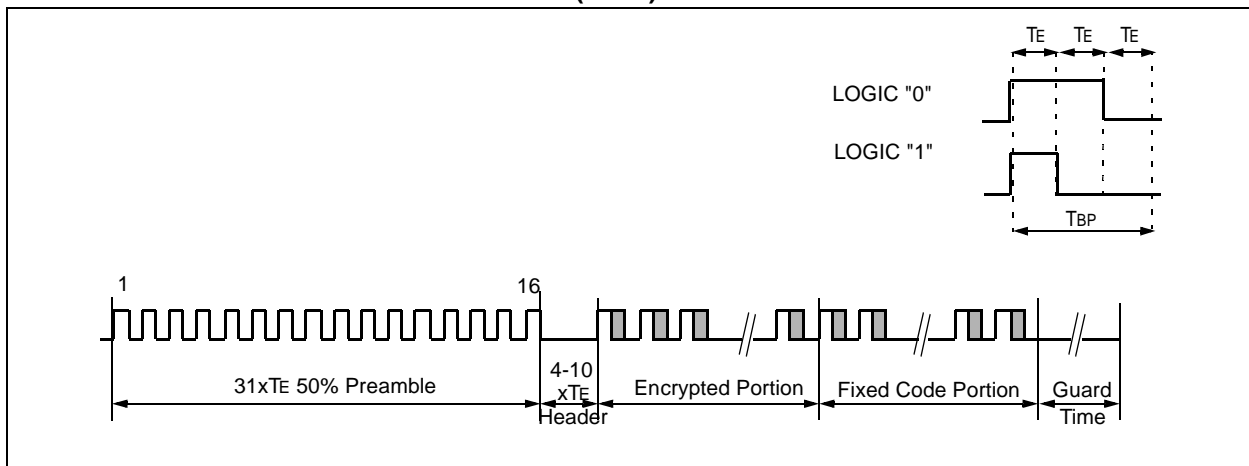 TE TE TE
LOGIC "0"
LOGIC "1"
TBP
1 16
31xTE 50% Preamble
4-10
xTE
Header
Encrypted Portion
Fixed Code Portion
Guard
Time